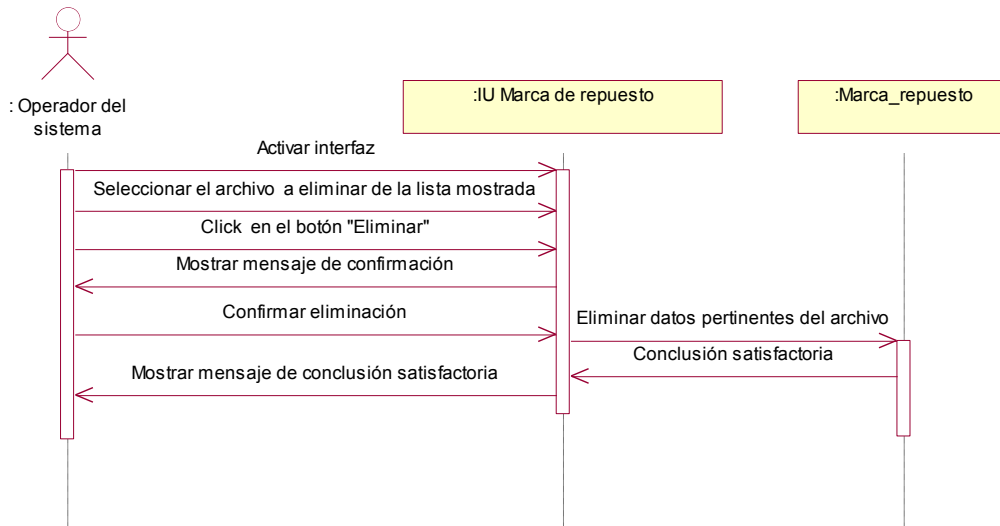 : Operador del
sistema
:IU Marca de repuesto
:Marca_repuesto
Activar interfaz
Seleccionar el archivo a eliminar de la lista mostrada
Click en el botón "Eliminar"
Mostrar mensaje de confirmación
Confirmar eliminación
Eliminar datos pertinentes del archivo
Conclusión satisfactoria
Mostrar mensaje de conclusión satisfactoria